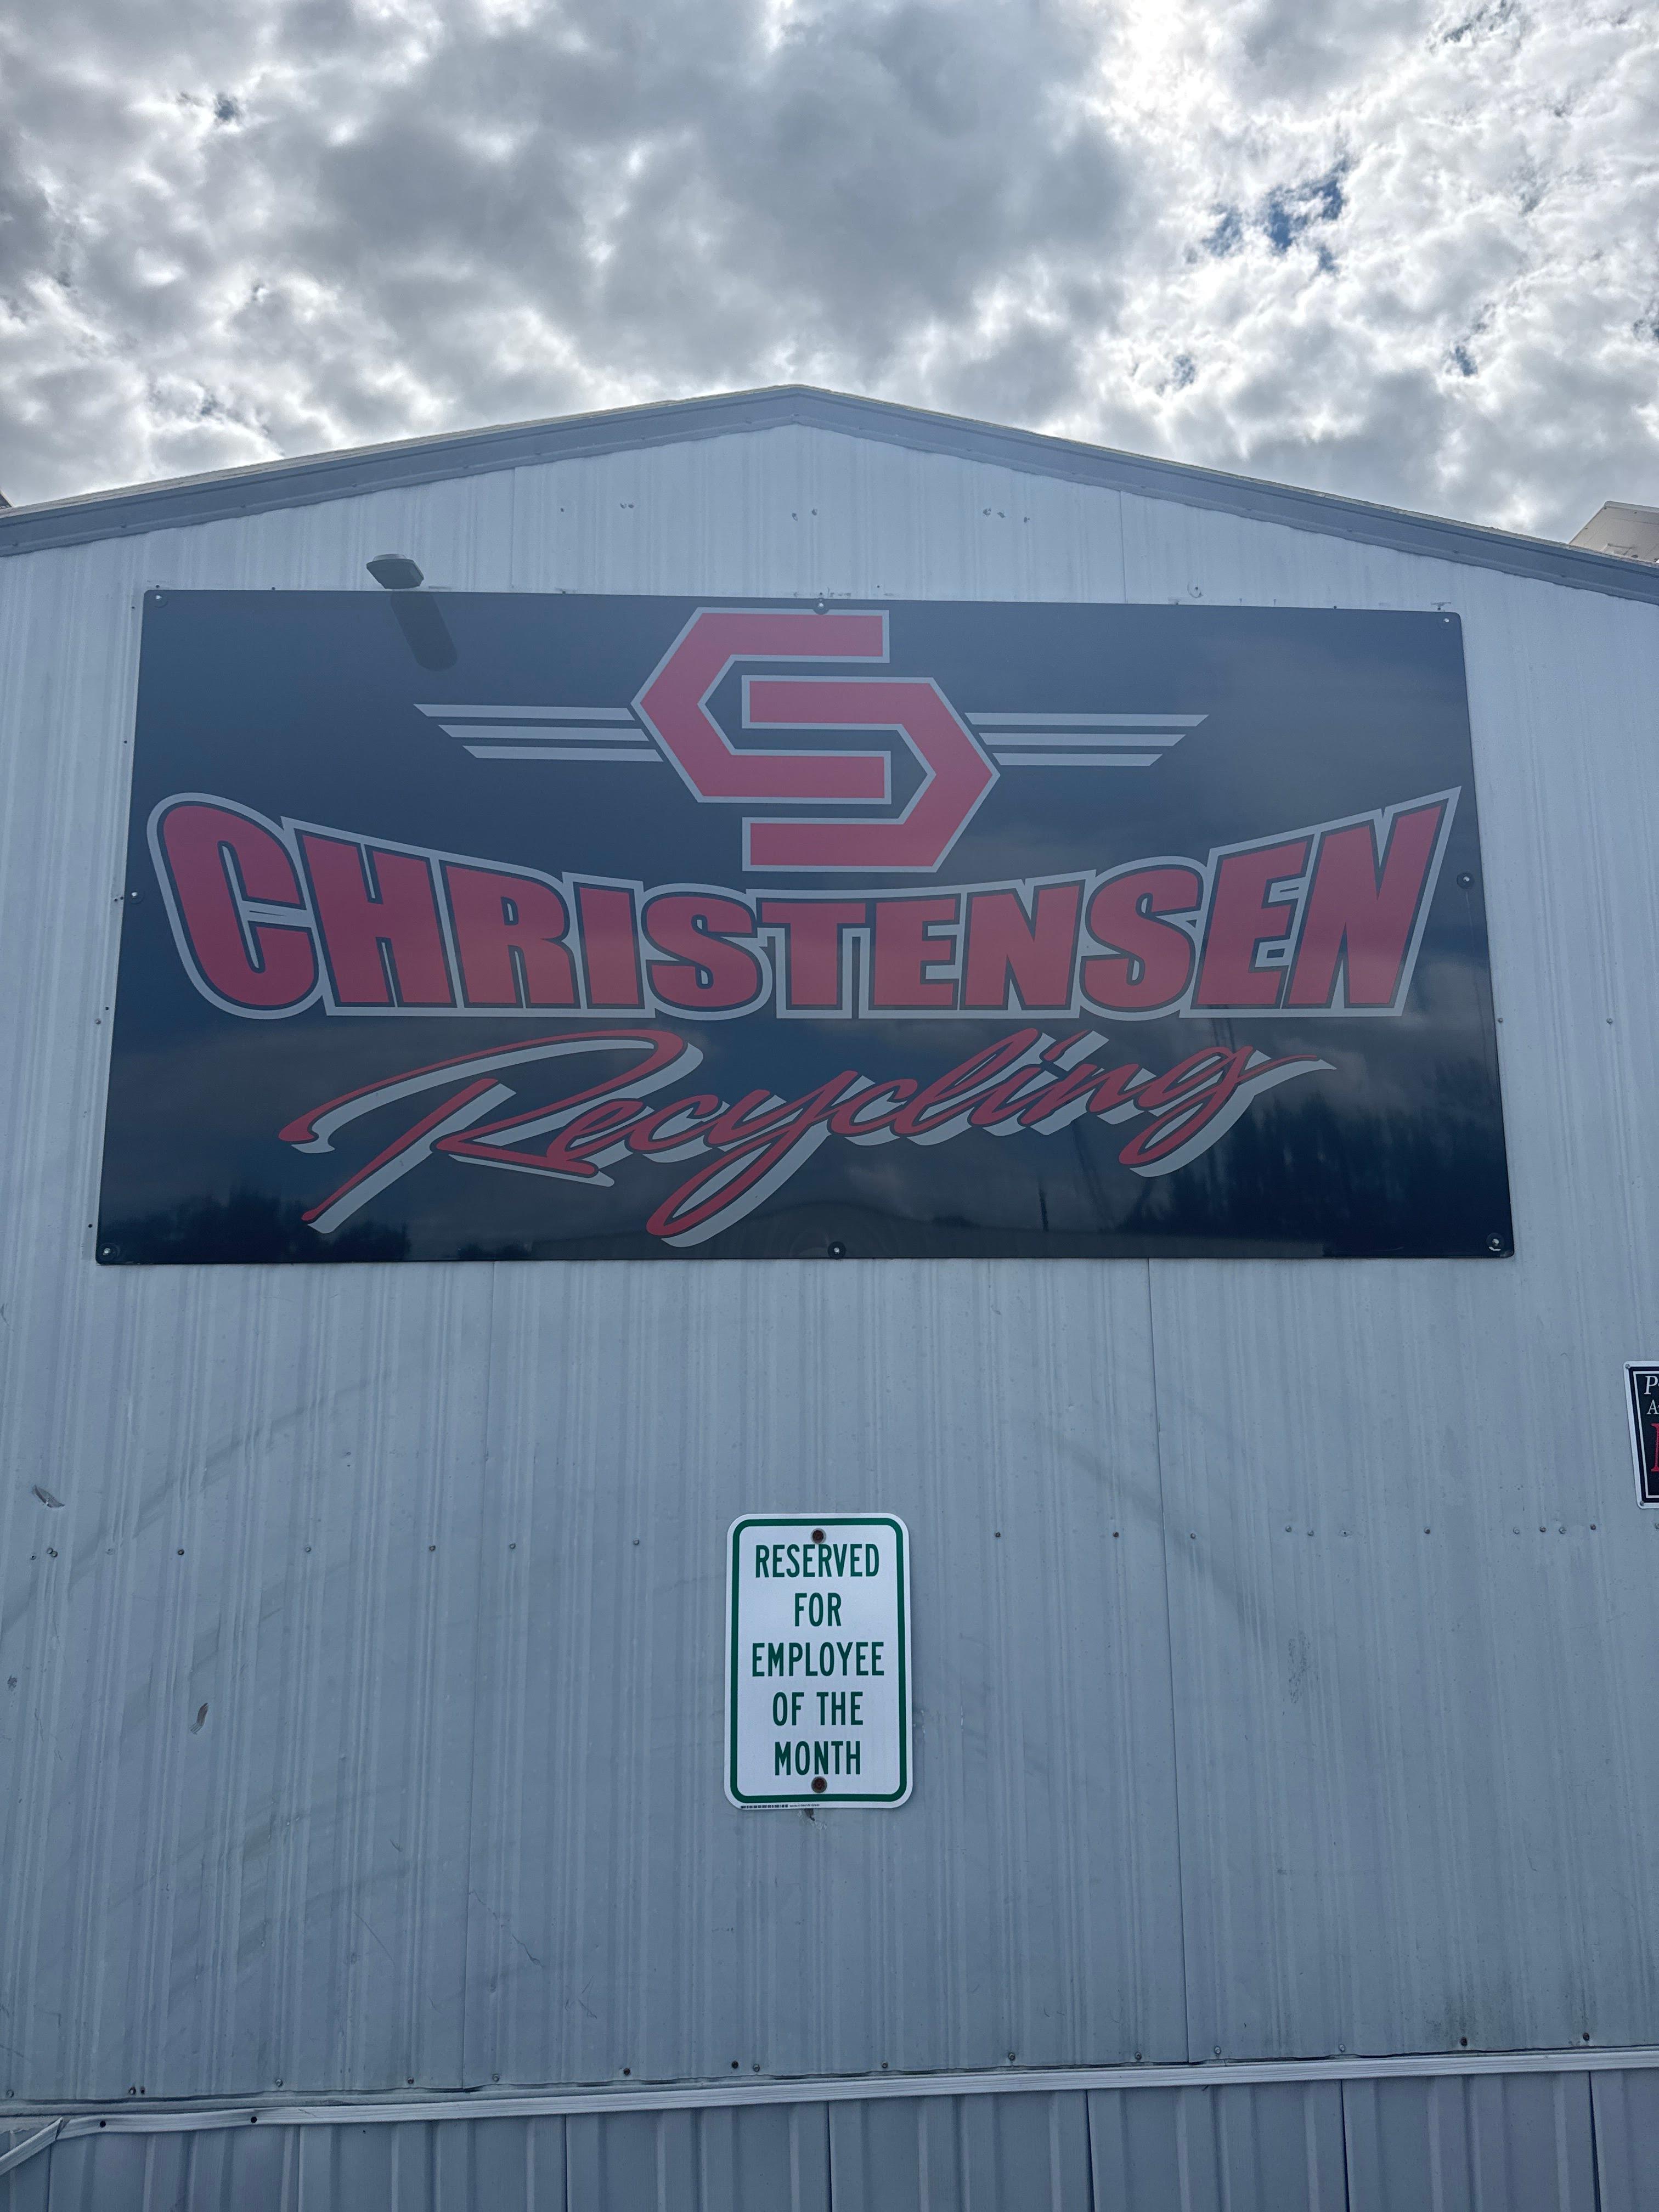 CHRISTENSEN
Recycling
RESERVED
FOR
EMPLOYEE
OF THE
MONTH